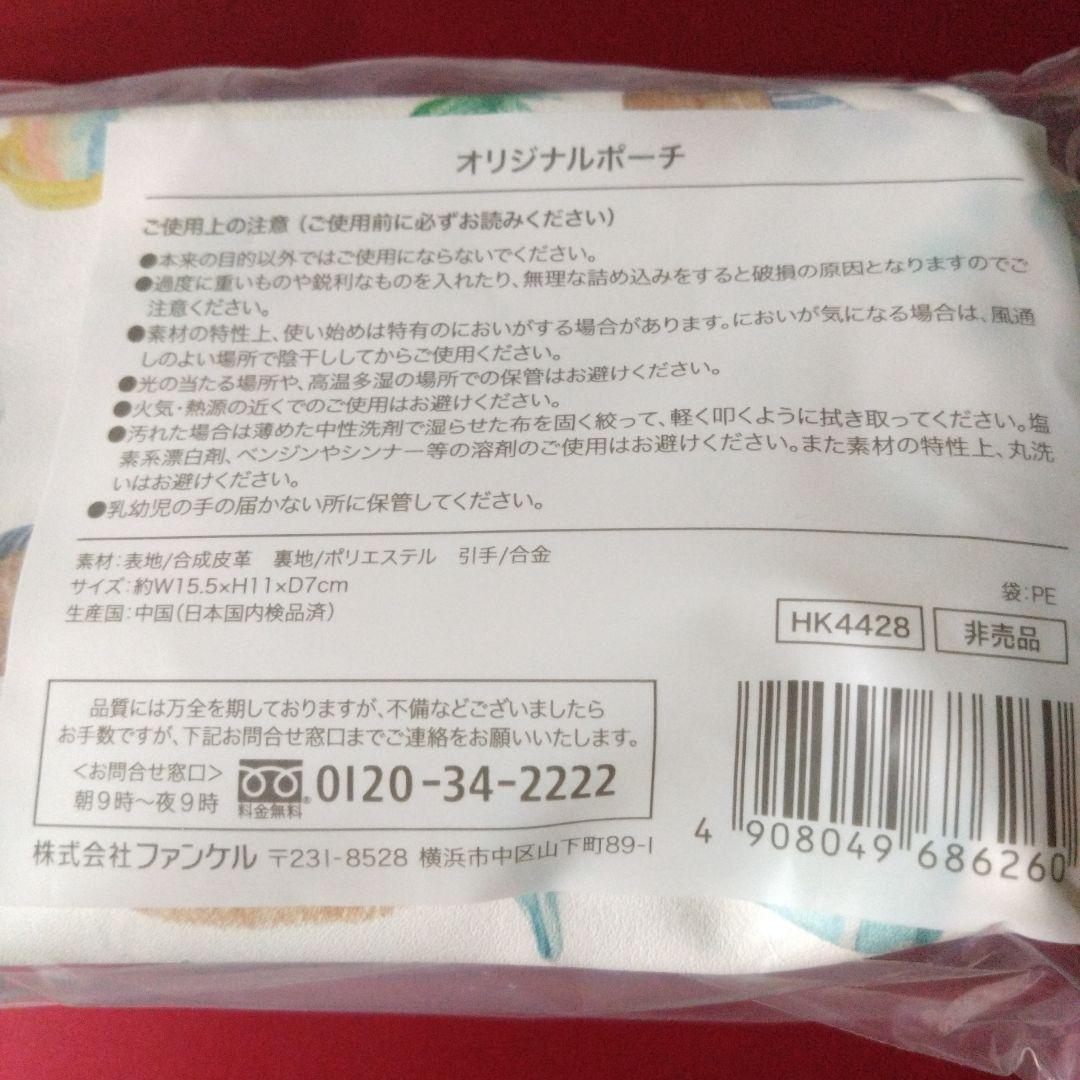 オリジナルポーチ
ご使用上の注意（ご使用前に必ずお読みください）
●本来の目的以外ではご使用にならないでください。
●過度に重いものや鋭利なものを入れたり、無理な詰め込みをすると破損の原因となりますのでご
注意ください。
●素材の特性上、使い始めは特有のにおいがする場合があります。においが気になる場合は、風通
しのよい場所で陰干ししてからご使用ください。
●光の当たる場所や、高温多湿の場所での保管はお避けください。
●火気・熱源の近くでのご使用はお避けください。
●汚れた場合は薄めた中性洗剤で湿らせた布を固く絞って、軽く叩くように拭き取ってください。塩
素系漂白剤、ベンジンやシンナー等の溶剤のご使用はお避けください。また素材の特性上、丸洗
いはお避けください。
●乳幼児の手の届かない所に保管してください。
素材：表地/合成皮革　裏地/ポリエステル　引手/合金
サイズ：約W15.5×H11×D7cm
生産国：中国（日本国内検品済）
袋：PE
HK4428
非売品
品質には万全を期しておりますが、不備などございましたら
お手数ですが、下記お問合せ窓口までご連絡をお願いいたします。
＜お問合せ窓口＞
朝9時～夜9時
料金無料
0120-34-2222
株式会社ファンケル 〒231-8528 横浜市中区山下町89-1
4 908049 686260